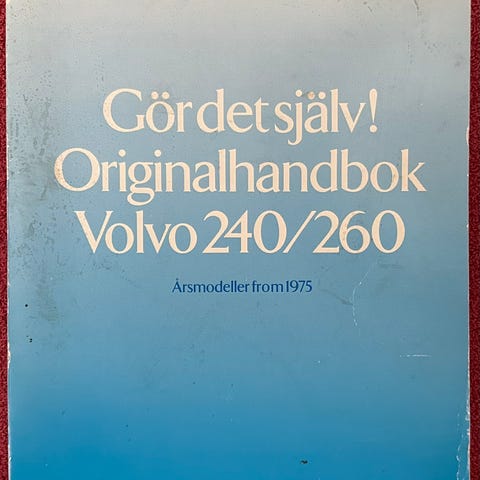 Gör det själv!
Originalhandbok
Volvo 240/260
Årsmodeller from 1975